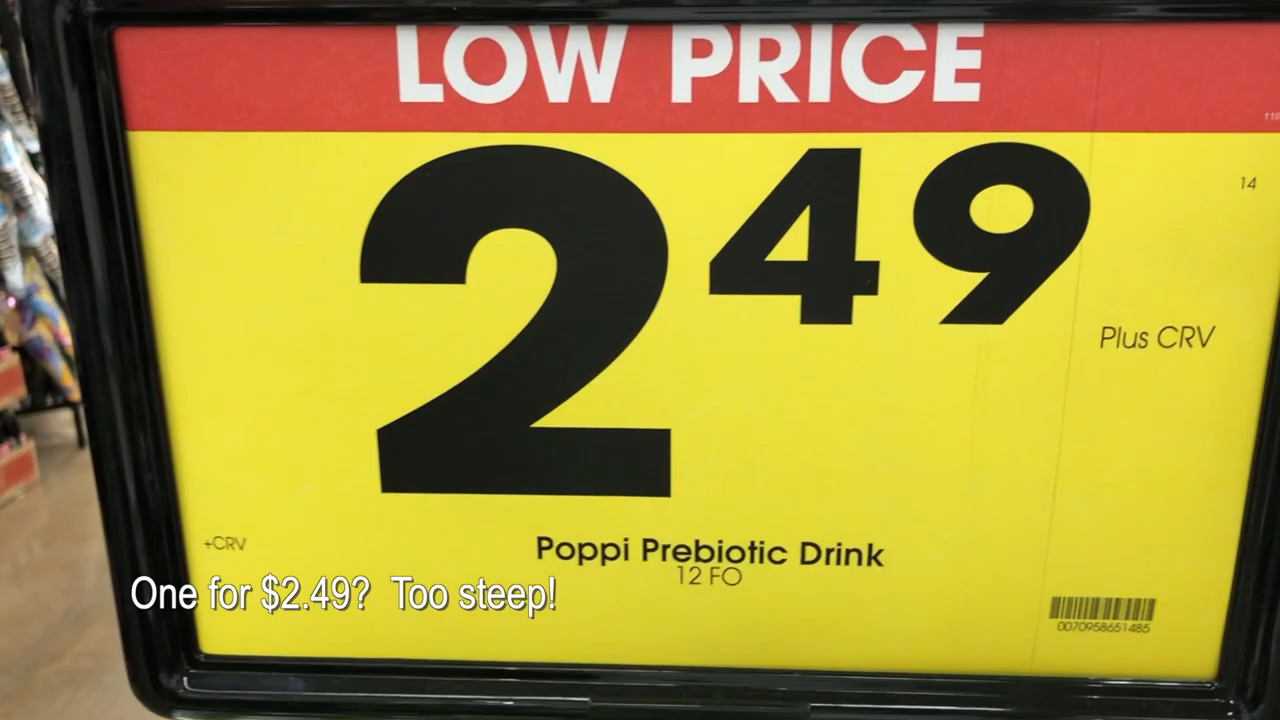 LOW PRICE
2 49
14
Plus CRV
+CRV
Poppi Prebiotic Drink
12 FO
One for $2.49?  Too steep!
0070958651485